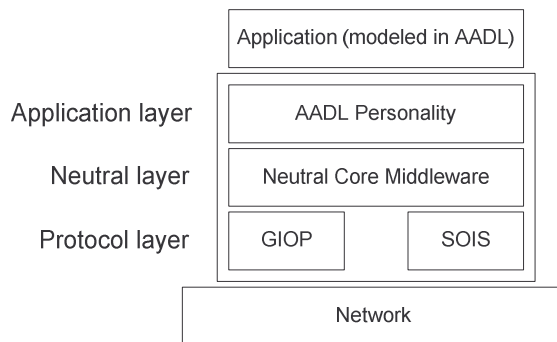 Application (modeled in AADL)
Application layer
AADL Personality
Neutral layer
Neutral Core Middleware
Protocol layer
GIOP
SOIS
Network